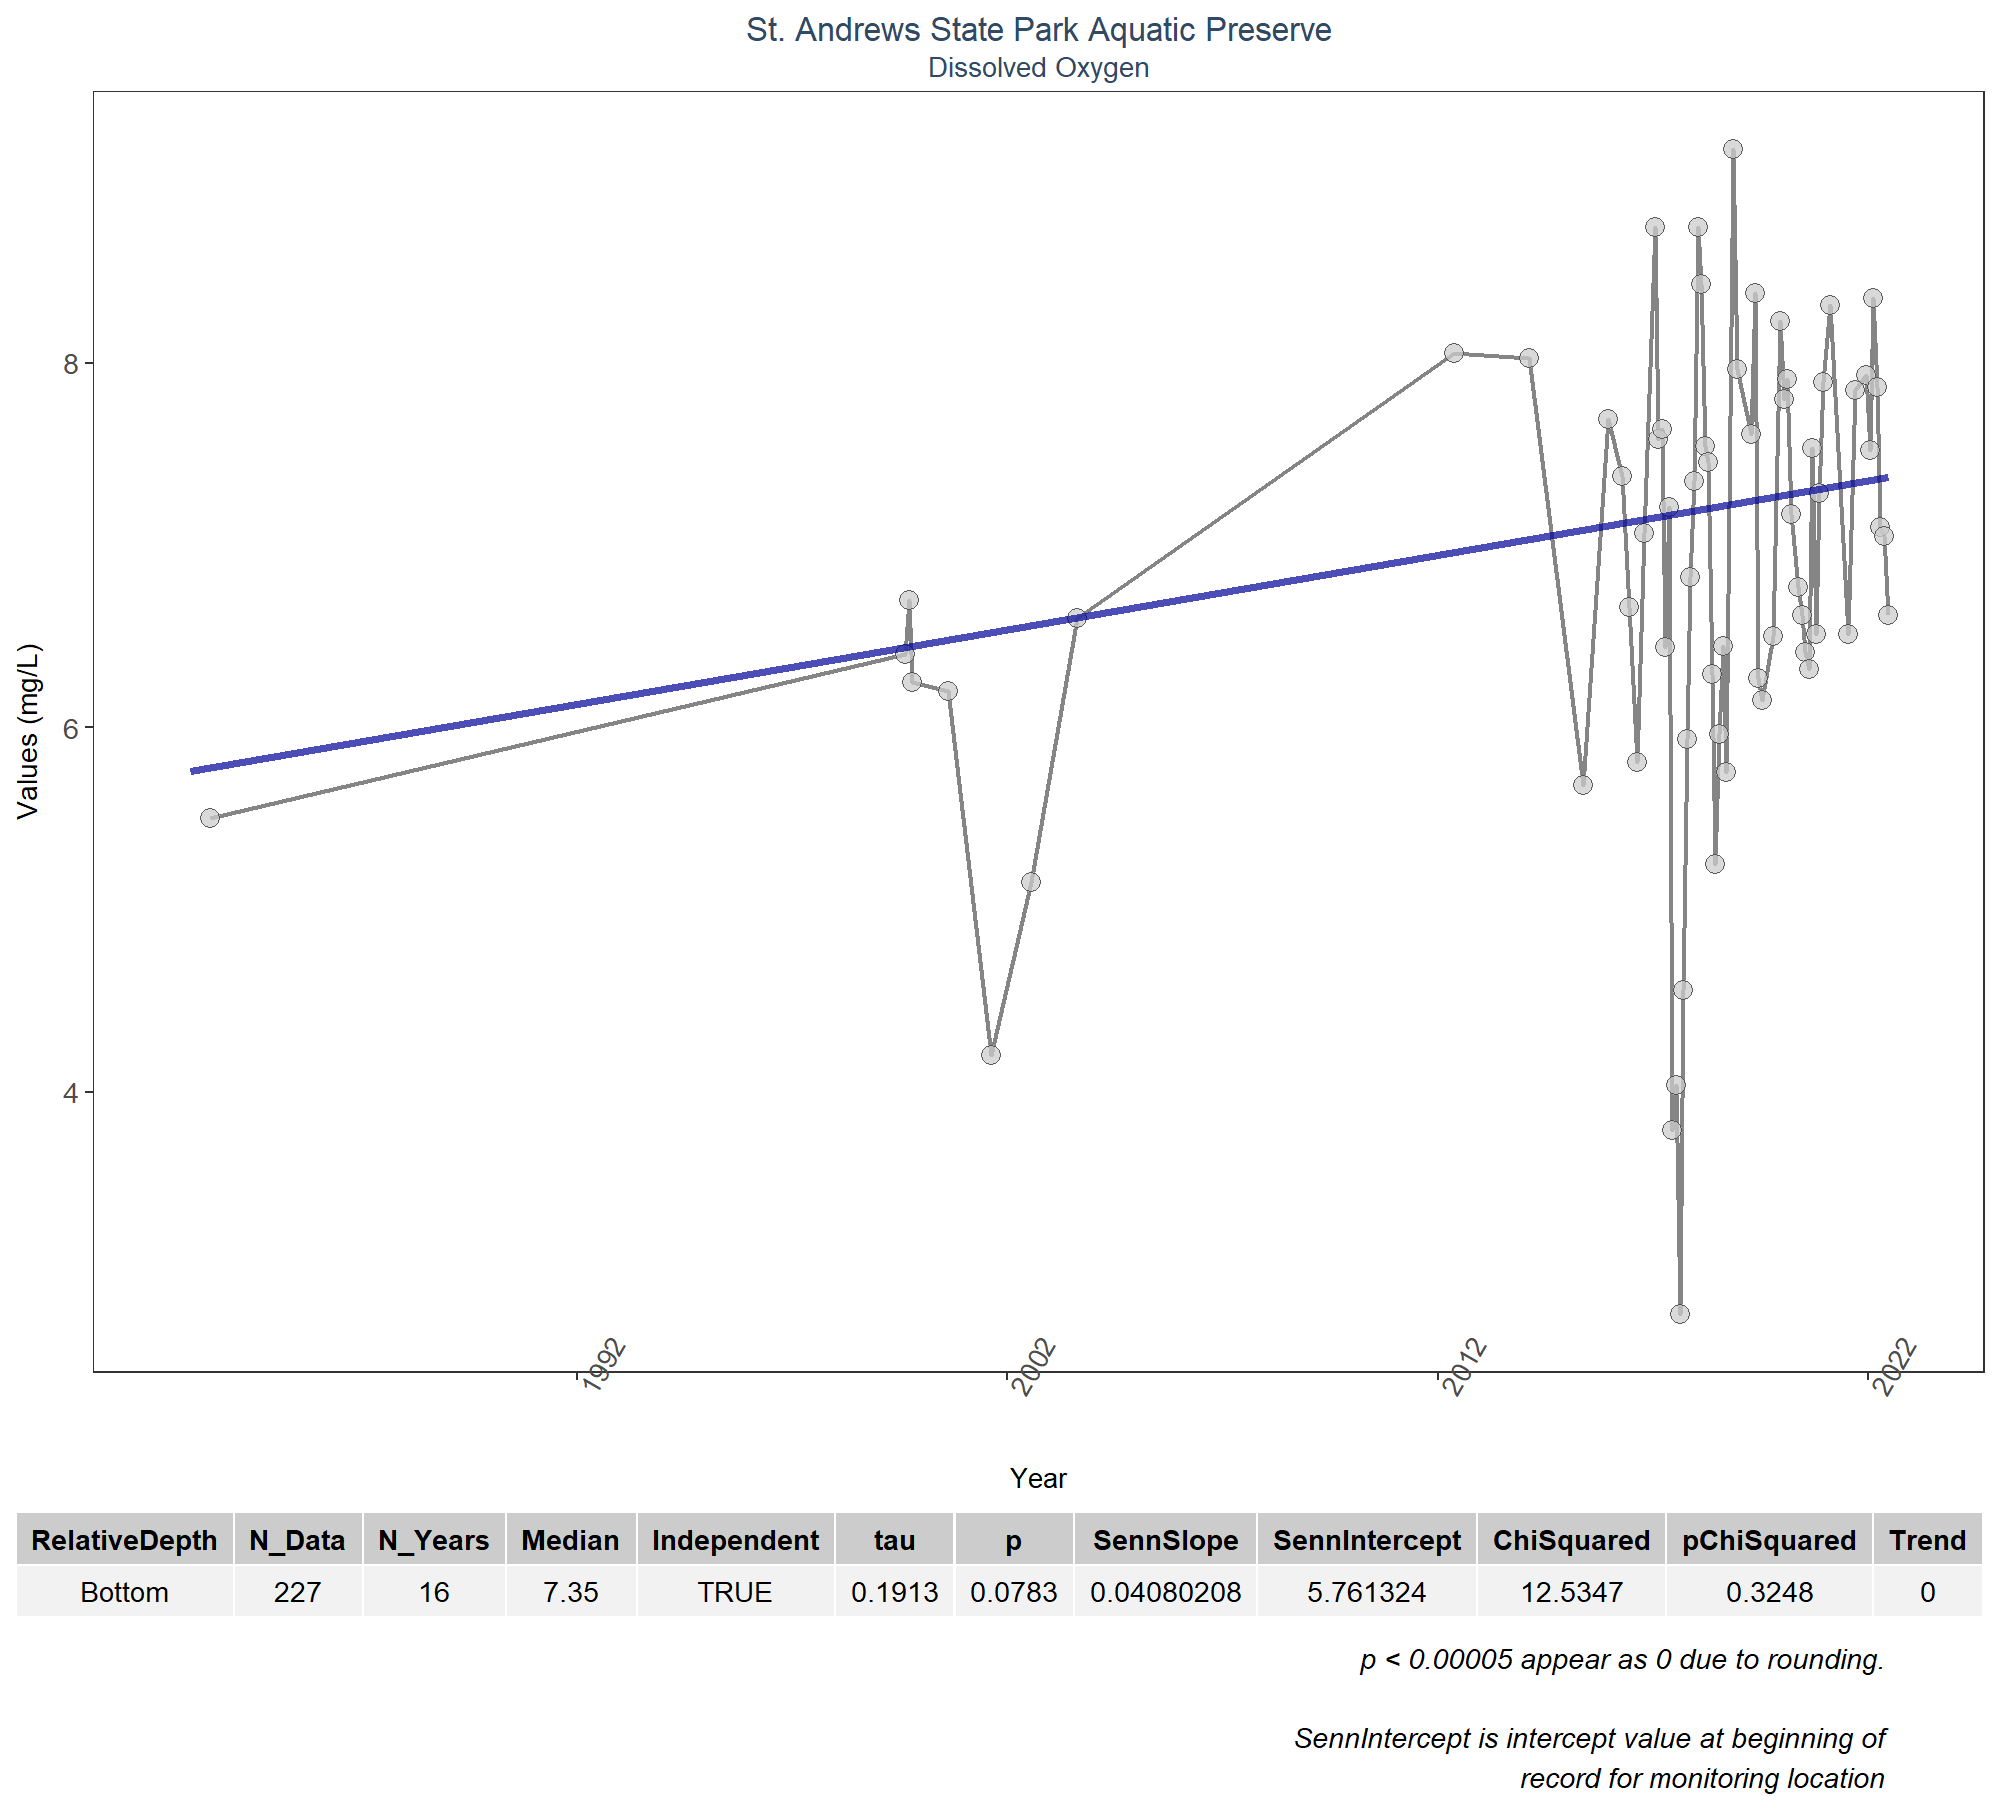 St. Andrews State Park Aquatic Preserve
Dissolved Oxygen
Values (mg/L)
8
6
4
1992
2002
2012
2022
Year
RelativeDepth N_Data N_Years Median Independent tau p SennSlope SennIntercept ChiSquared pChiSquared Trend
Bottom 227 16 7.35 TRUE 0.1913 0.0783 0.04080208 5.761324 12.5347 0.3248 0
p < 0.00005 appear as 0 due to rounding.
SennIntercept is intercept value at beginning of
record for monitoring location